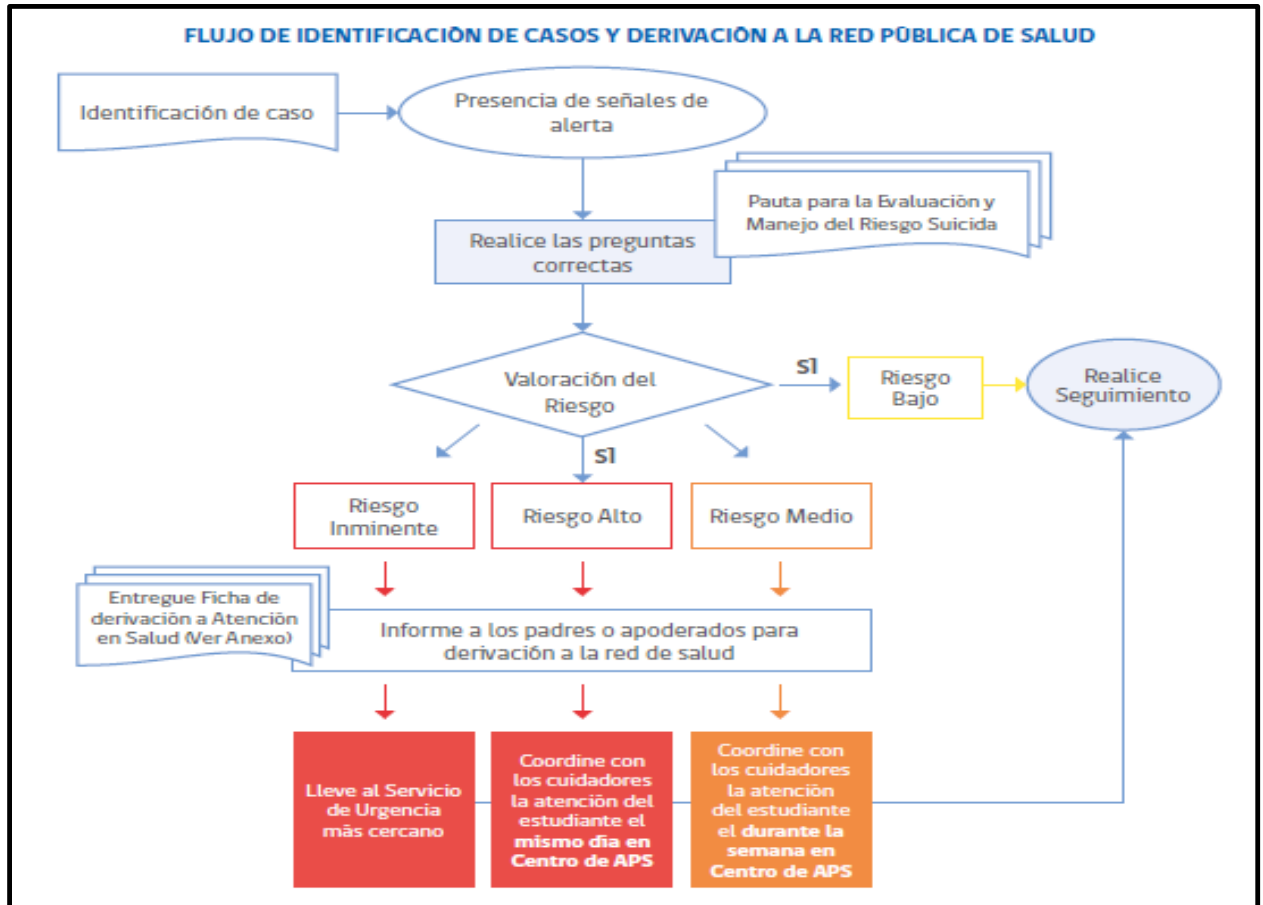 FLUJO DE IDENTIFICACIÓN DE CASOS Y DERIVACIÓN A LA RED PÚBLICA DE SALUD
Identificación de caso
Presencia de señales de
alerta
Pauta para la Evaluación y
Manejo del Riesgo Suicida
Realice las preguntas
correctas
Valoración del
Riesgo
SÍ
Riesgo
Bajo
Realice
Seguimiento
SÍ
Riesgo
Inminente
Riesgo Alto
Riesgo Medio
Entregue Ficha de
derivación a Atención
en Salud (Ver Anexo)
Informe a los padres o apoderados para
derivación a la red de salud
Lleve al Servicio
de Urgencia
más cercano
Coordine con
los cuidadores
la atención del
estudiante el
mismo día en
Centro de APS
Coordine con
los cuidadores
la atención
del estudiante
el durante la
semana en
Centro de APS